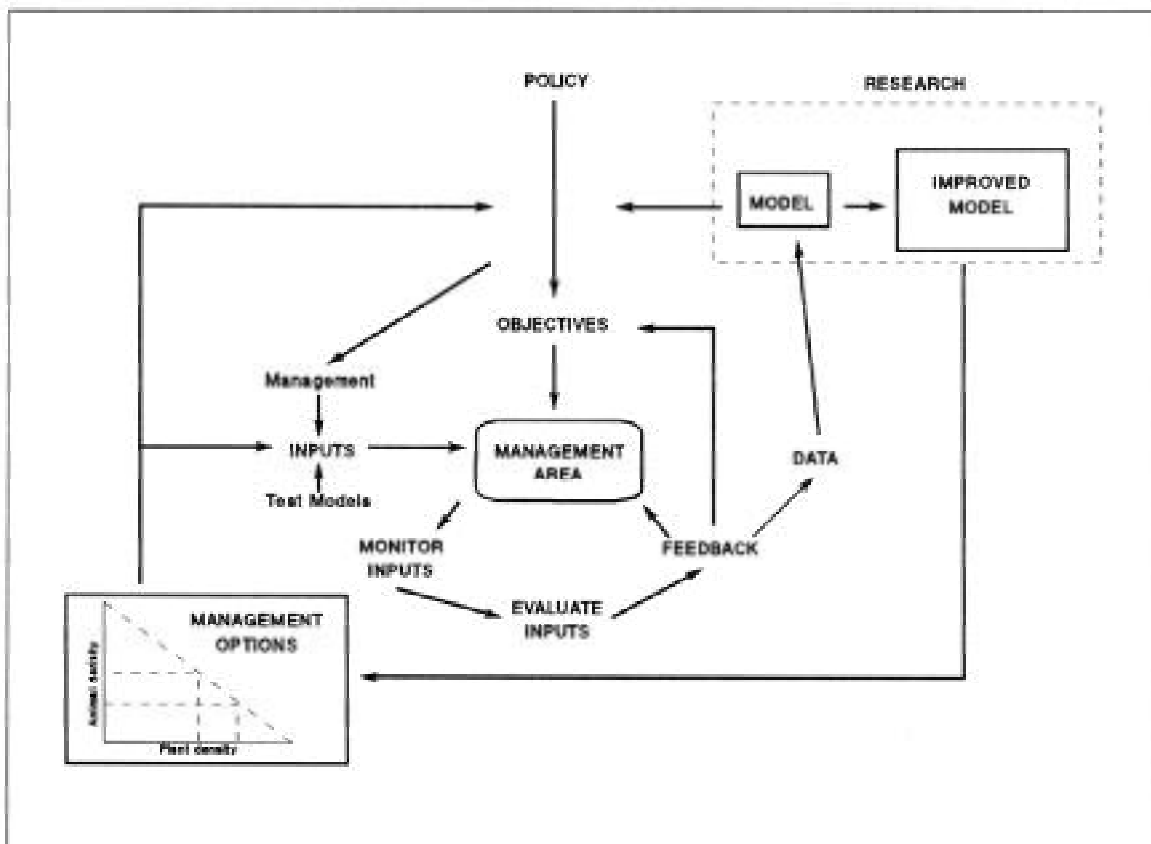 POLICY
RESEARCH
MODEL
IMPROVED
MODEL
OBJECTIVES
Management
INPUTS
Test Models
MANAGEMENT
AREA
DATA
MONITOR
INPUTS
FEEDBACK
EVALUATE
INPUTS
MANAGEMENT
OPTIONS
Animal density
Plant density